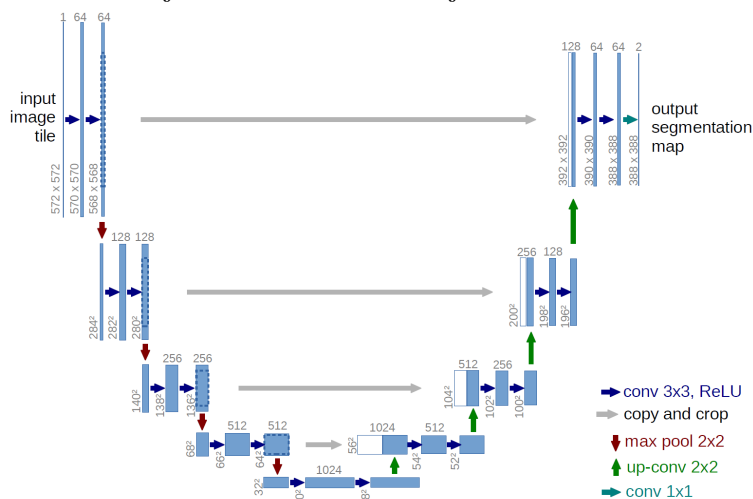 1 64 64
128 64 64 2
input
image
tile
output
segmentation
map
572 x 572
570 x 570
568 x 568
392 x 392
390 x 390
388 x 388
388 x 388
128 128
256 128
284²
282²
280²
200²
198²
196²
256 256
512 256
140²
138²
136²
104²
102²
100²
512 512
1024 512
68²
66²
64²
56²
54²
52²
1024
32²
conv 3x3, ReLU
copy and crop
max pool 2x2
up-conv 2x2
conv 1x1